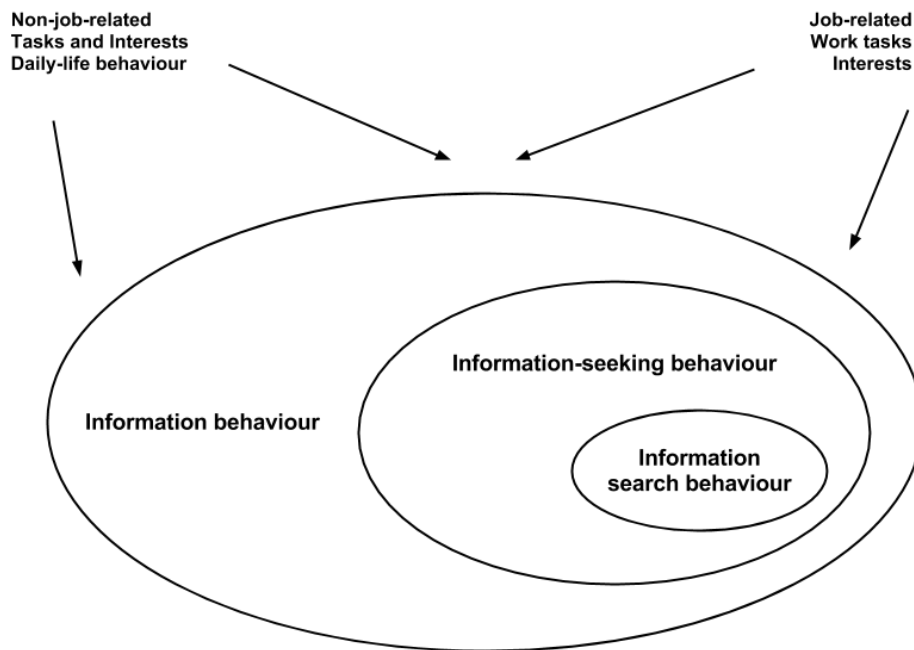 Non-job-related
Tasks and Interests
Daily-life behaviour
Job-related
Work tasks
Interests
Information-seeking behaviour
Information behaviour
Information
search behaviour